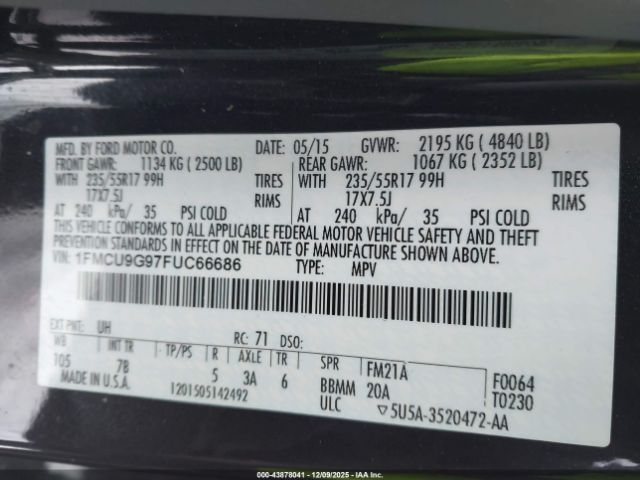 MFD. BY FORD MOTOR CO. DATE: 05/15 GVWR: 2195 KG ( 4840 LB)
FRONT GAWR: 1134 KG ( 2500 LB) REAR GAWR: 1067 KG ( 2352 LB)
WITH 235/55R17 99H TIRES WITH 235/55R17 99H TIRES
17X7.5J RIMS 17X7.5J RIMS
AT 240 kPa/ 35 PSI COLD AT 240 kPa/ 35 PSI COLD
THIS VEHICLE CONFORMS TO ALL APPLICABLE FEDERAL MOTOR VEHICLE SAFETY AND THEFT
PREVENTION STANDARDS IN EFFECT ON THE DATE OF MANUFACTURE SHOWN ABOVE.
VIN: 1FMCU9G97FUC66686 TYPE: MPV
EXT PNT: UH RC: 71 DSO:
WB INT TR TP/PS R AXLE TR SPR FM21A F0064
105 7B 5 3A 6 BBMM 20A T0230
MADE IN U.S.A. 1201505142492 ULC ▽5U5A-3520472-AA
© 43878041 | 12/09/2025 | IAA Inc.